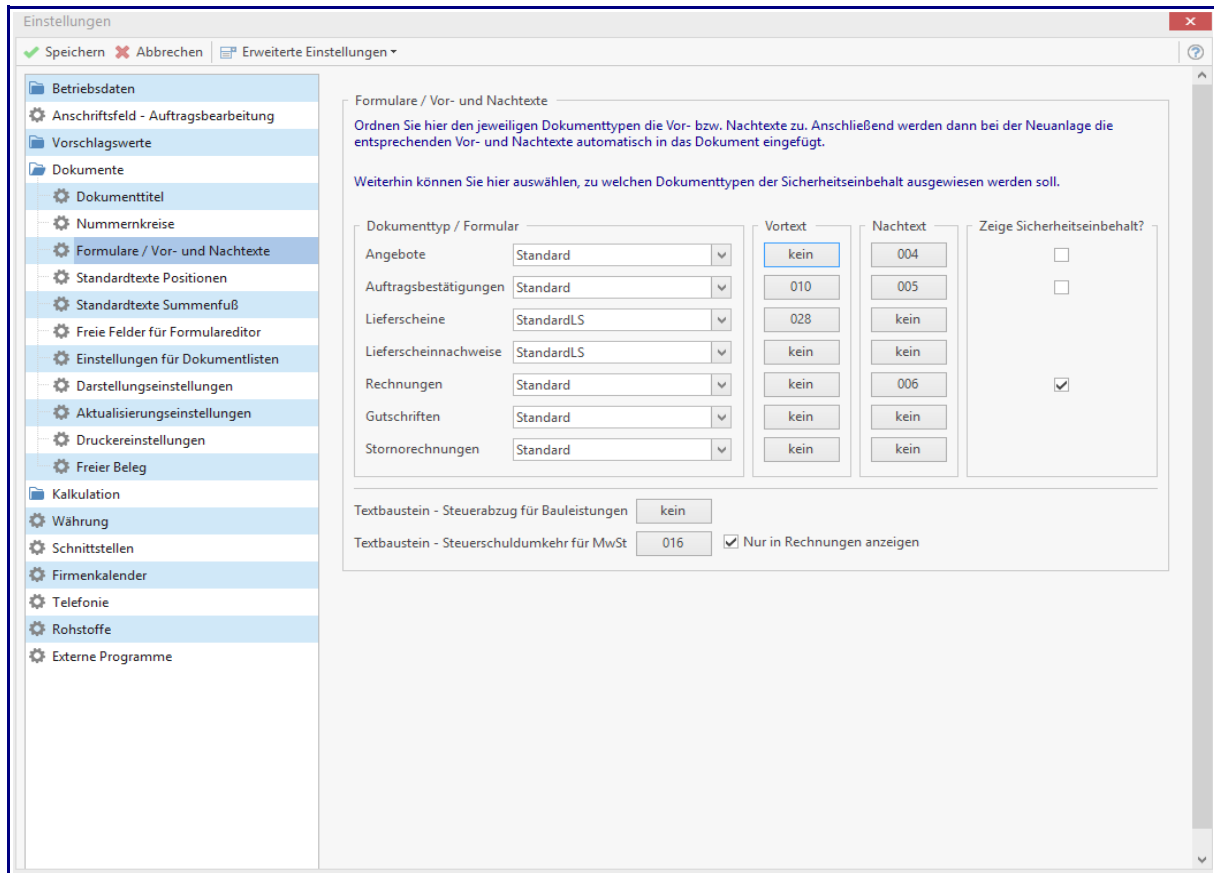 Einstellungen
Speichern Abbrechen Erweiterte Einstellungen
Betriebsdaten
Anschriftsfeld - Auftragsbearbeitung
Vorschlagswerte
Dokumente
Dokumenttitel
Nummernkreise
Formulare / Vor- und Nachtexte
Standardtexte Positionen
Standardtexte Summenfuß
Freie Felder für Formulareditor
Einstellungen für Dokumentlisten
Darstellungseinstellungen
Aktualisierungseinstellungen
Druckereinstellungen
Freier Beleg
Kalkulation
Währung
Schnittstellen
Firmenkalender
Telefonie
Rohstoffe
Externe Programme
Formulare / Vor- und Nachtexte
Ordnen Sie hier den jeweiligen Dokumenttypen die Vor- bzw. Nachtexte zu. Anschließend werden dann bei der Neuanlage die
entsprechenden Vor- und Nachtexte automatisch in das Dokument eingefügt.
Weiterhin können Sie hier auswählen, zu welchen Dokumenttypen der Sicherheitseinbehalt ausgewiesen werden soll.
Dokumenttyp / Formular Vortext Nachtext Zeige Sicherheitseinbehalt?
Angebote Standard kein 004
Auftragsbestätigungen Standard 010 005
Lieferscheine StandardLS 028 kein
Lieferscheinnachweise StandardLS kein kein
Rechnungen Standard kein 006
Gutschriften Standard kein kein
Stornorechnungen Standard kein kein
Textbaustein - Steuerabzug für Bauleistungen kein
Textbaustein - Steuerschuldumkehr für MwSt 016 Nur in Rechnungen anzeigen